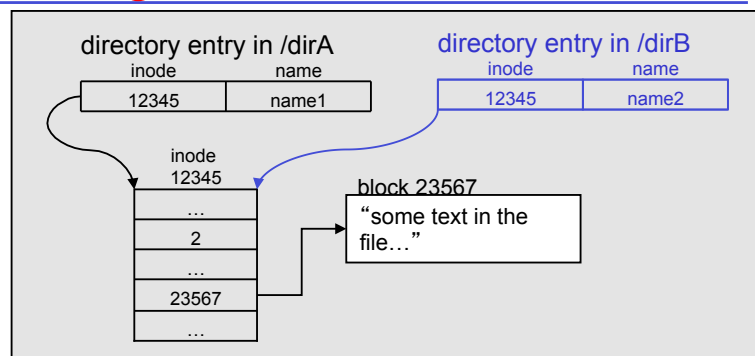 directory entry in /dirA
inode name
12345 name1
directory entry in /dirB
inode name
12345 name2
inode
12345
…
2
…
23567
…
block 23567
“some text in the
file…”